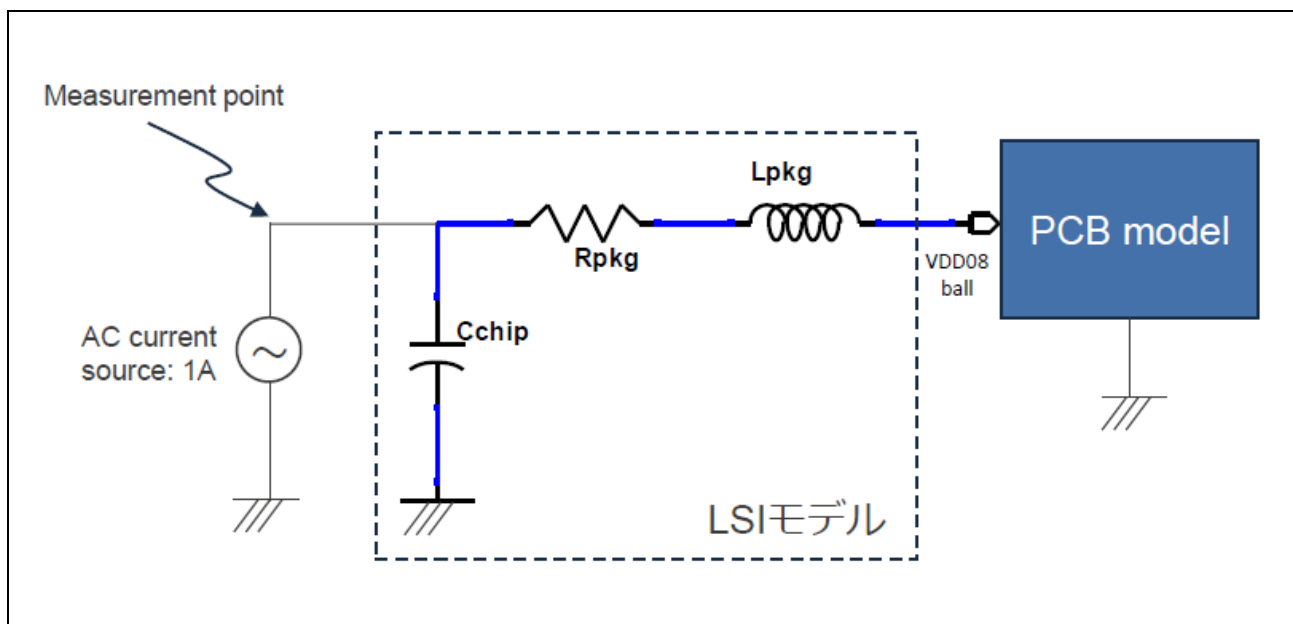 Measurement point
Lpkg
Rpkg
VDD08
ball
PCB model
AC current
source: 1A
Cchip
LSIモデル